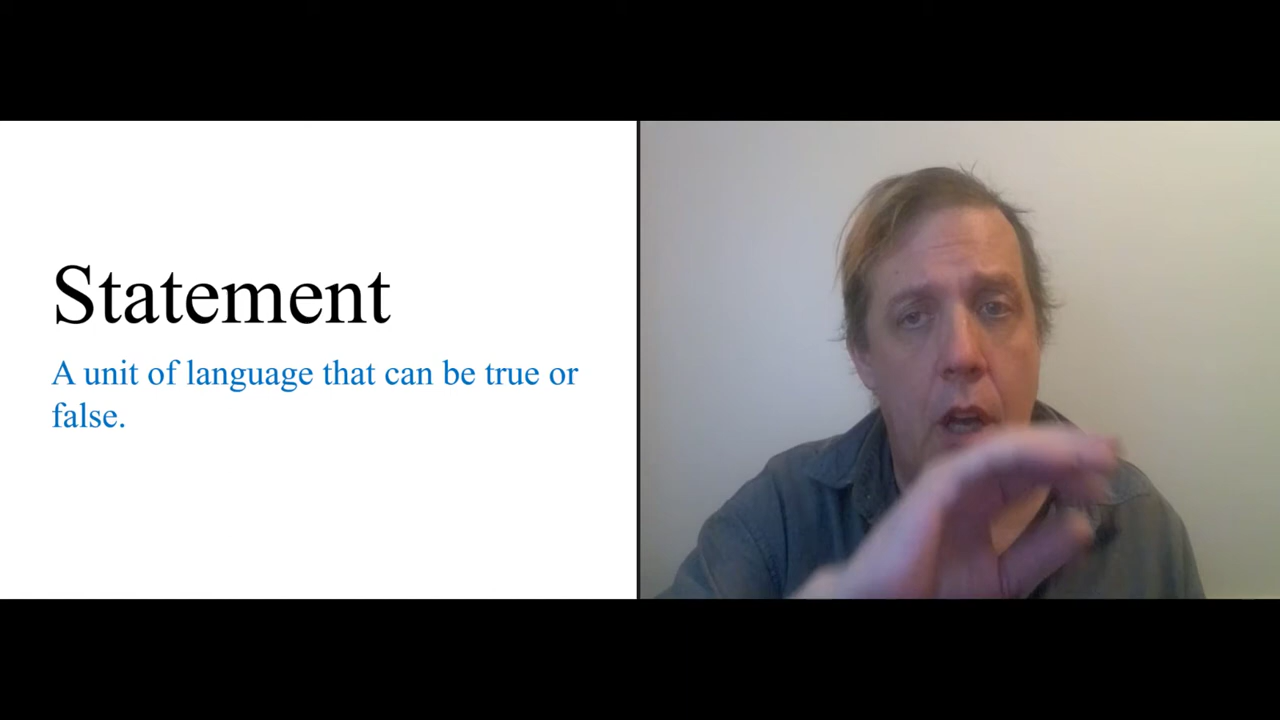 Statement
A unit of language that can be true or
false.